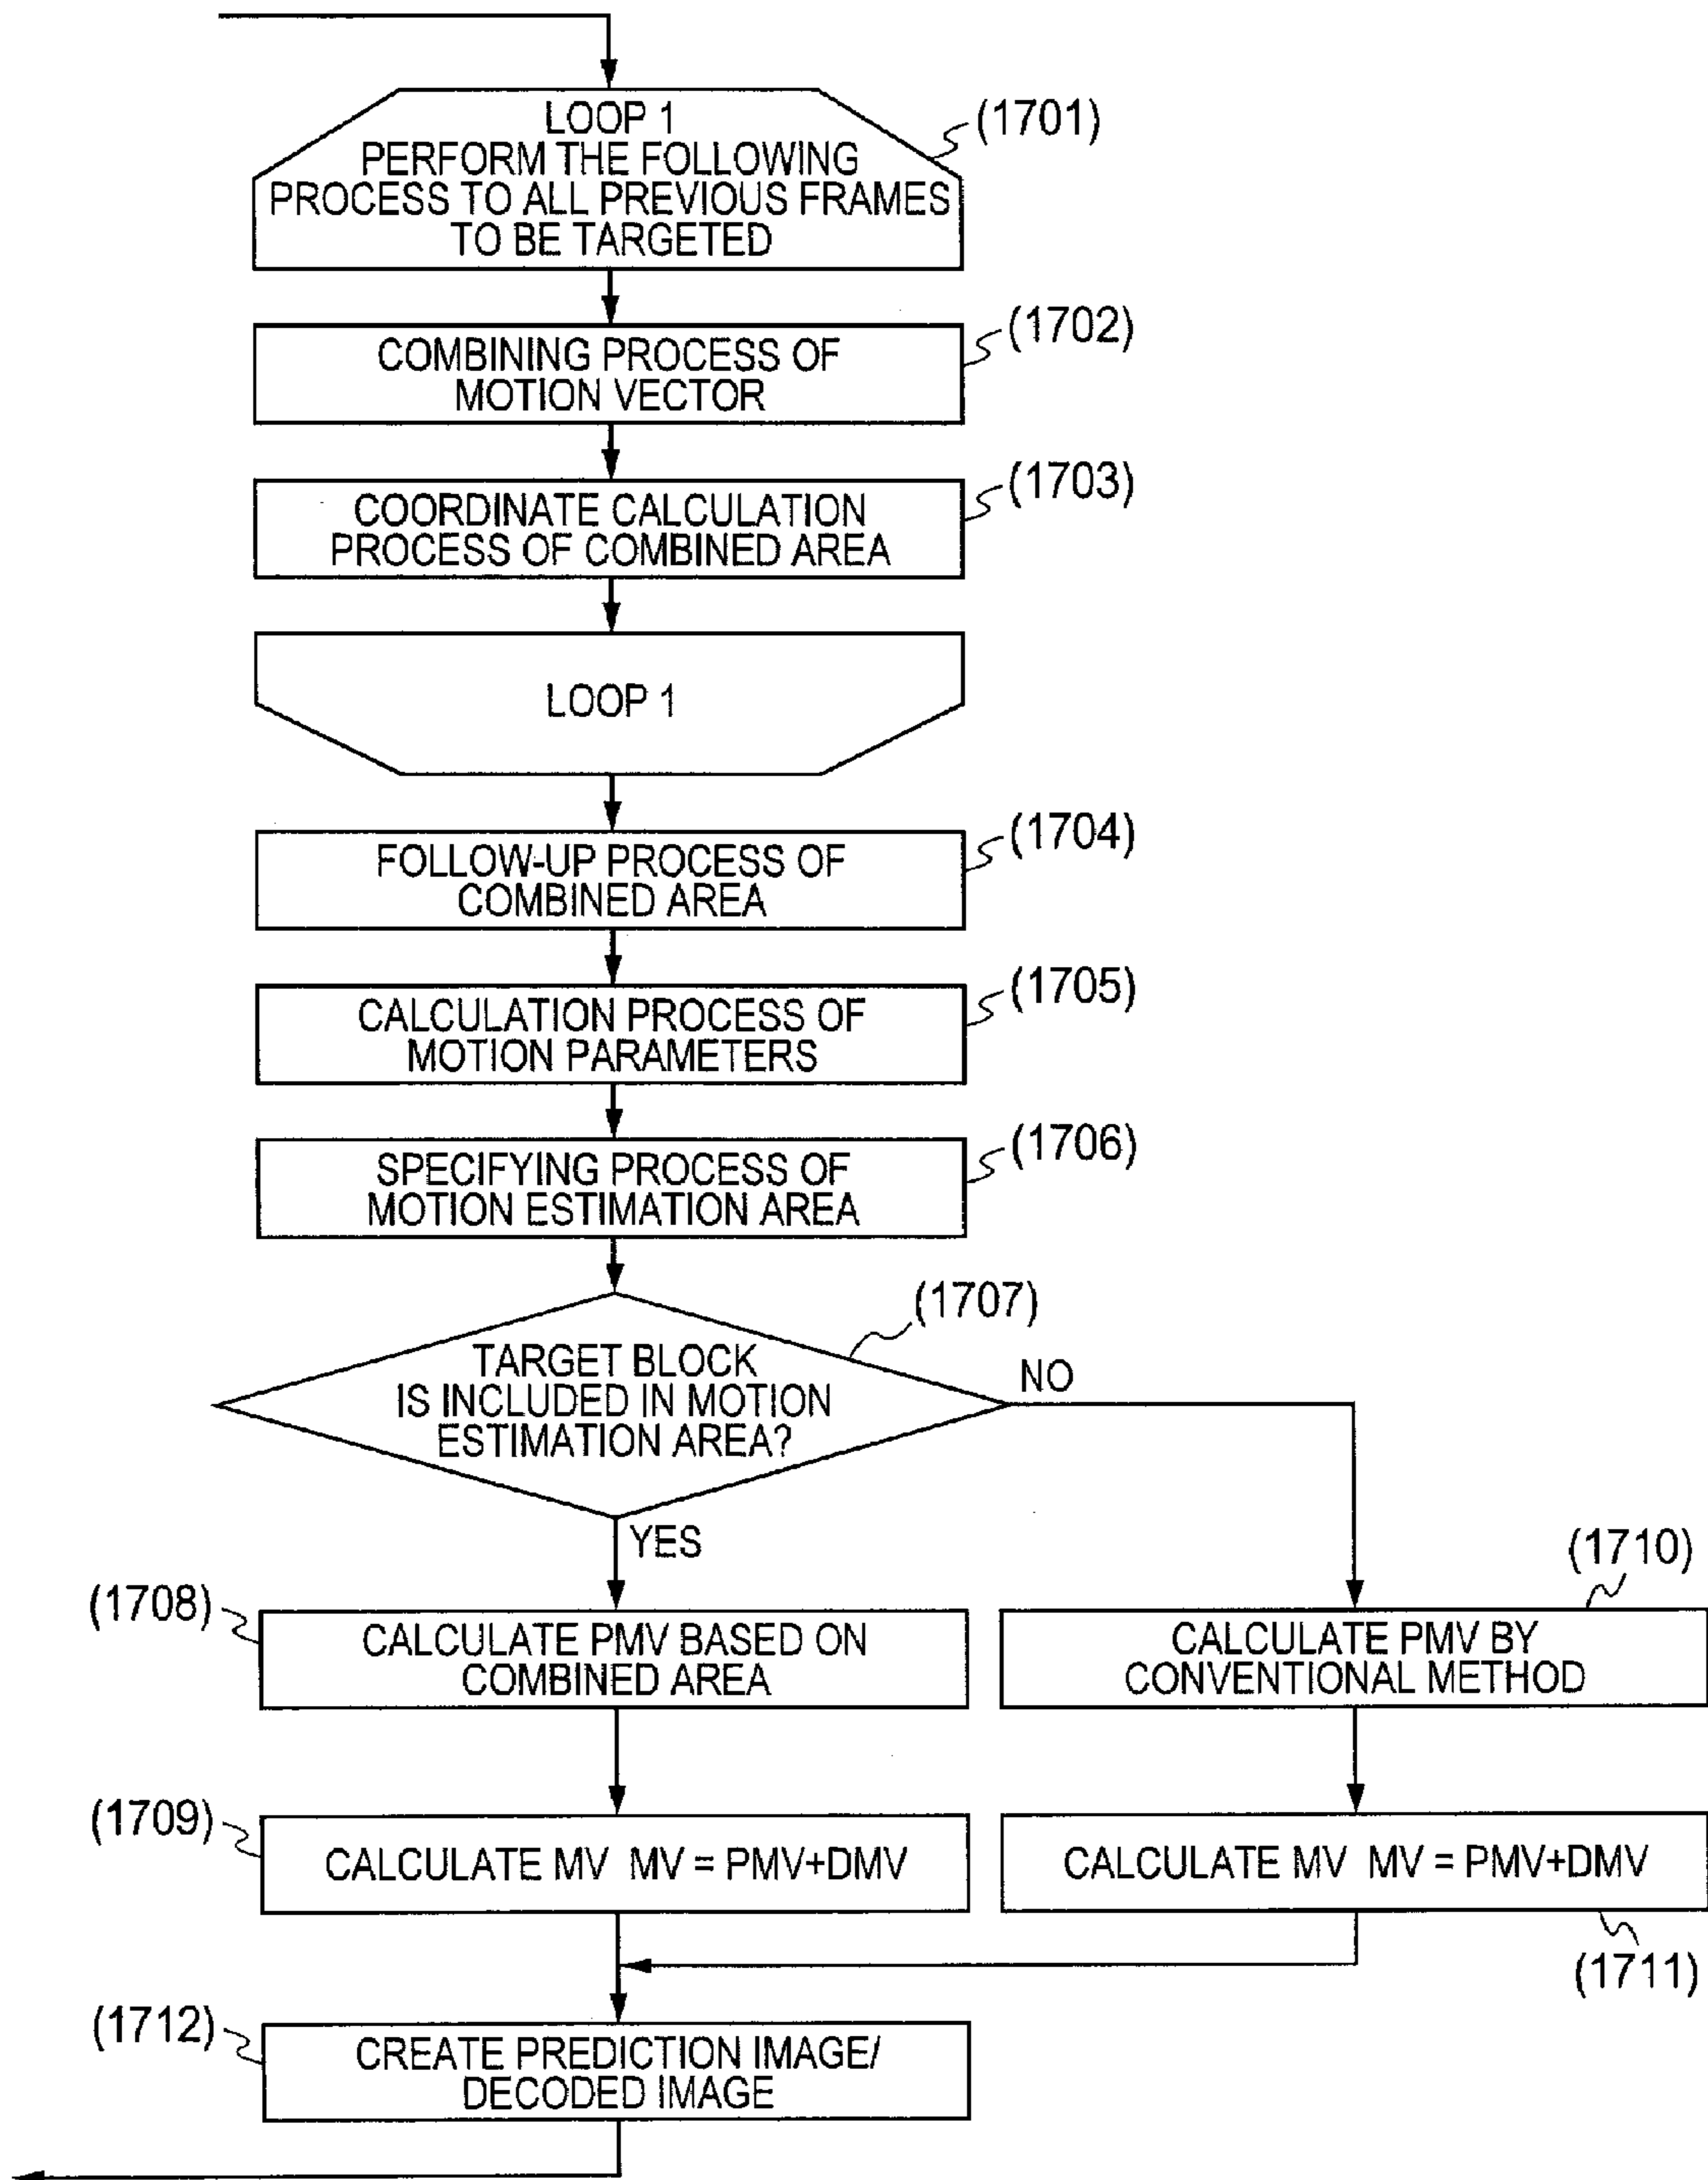 LOOP 1
PERFORM THE FOLLOWING
PROCESS TO ALL PREVIOUS FRAMES
TO BE TARGETED
(1701)
COMBINING PROCESS OF
MOTION VECTOR
(1702)
COORDINATE CALCULATION
PROCESS OF COMBINED AREA
(1703)
LOOP 1
FOLLOW-UP PROCESS OF
COMBINED AREA
(1704)
CALCULATION PROCESS OF
MOTION PARAMETERS
(1705)
SPECIFYING PROCESS OF
MOTION ESTIMATION AREA
(1706)
TARGET BLOCK
IS INCLUDED IN MOTION
ESTIMATION AREA?
(1707)
NO
YES
(1708)
CALCULATE PMV BASED ON
COMBINED AREA
(1710)
CALCULATE PMV BY
CONVENTIONAL METHOD
(1709)
CALCULATE MV MV = PMV+DMV
CALCULATE MV MV = PMV+DMV
(1711)
(1712)
CREATE PREDICTION IMAGE/
DECODED IMAGE